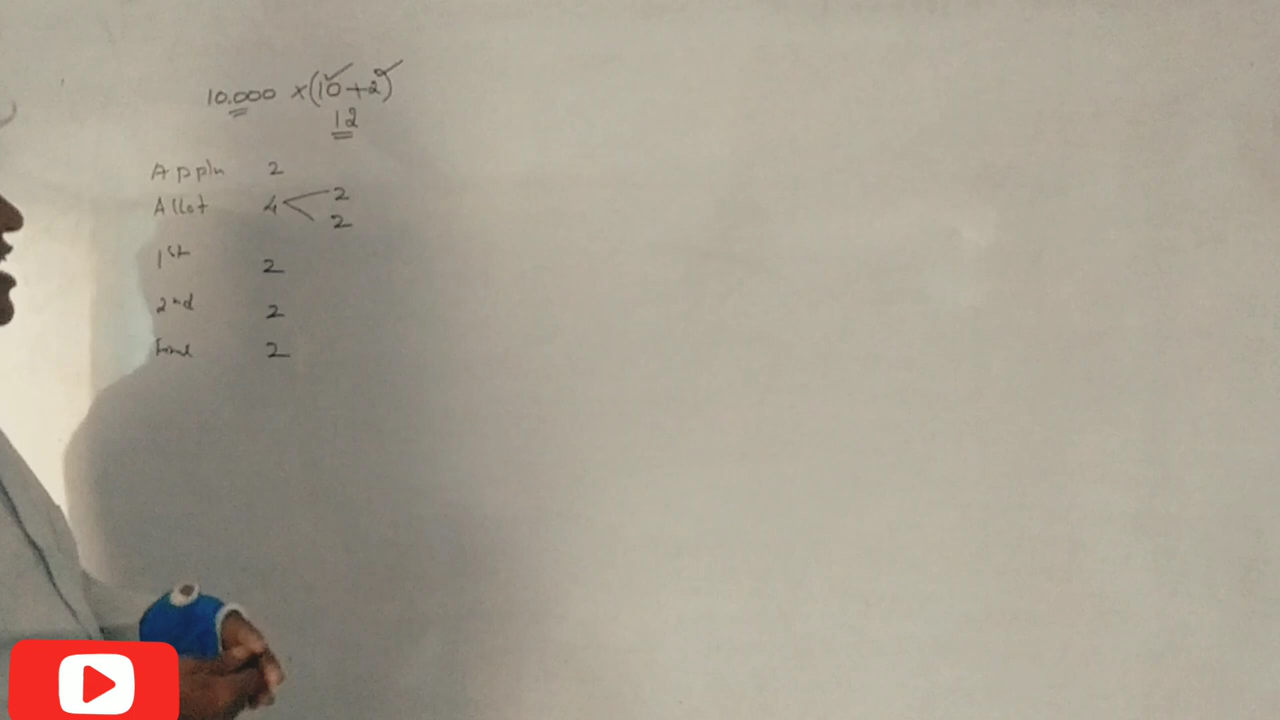 10.000 × (10 + 2)
12
Appln 2
Allot 4 2
2
1st 2
2nd 2
Final 2